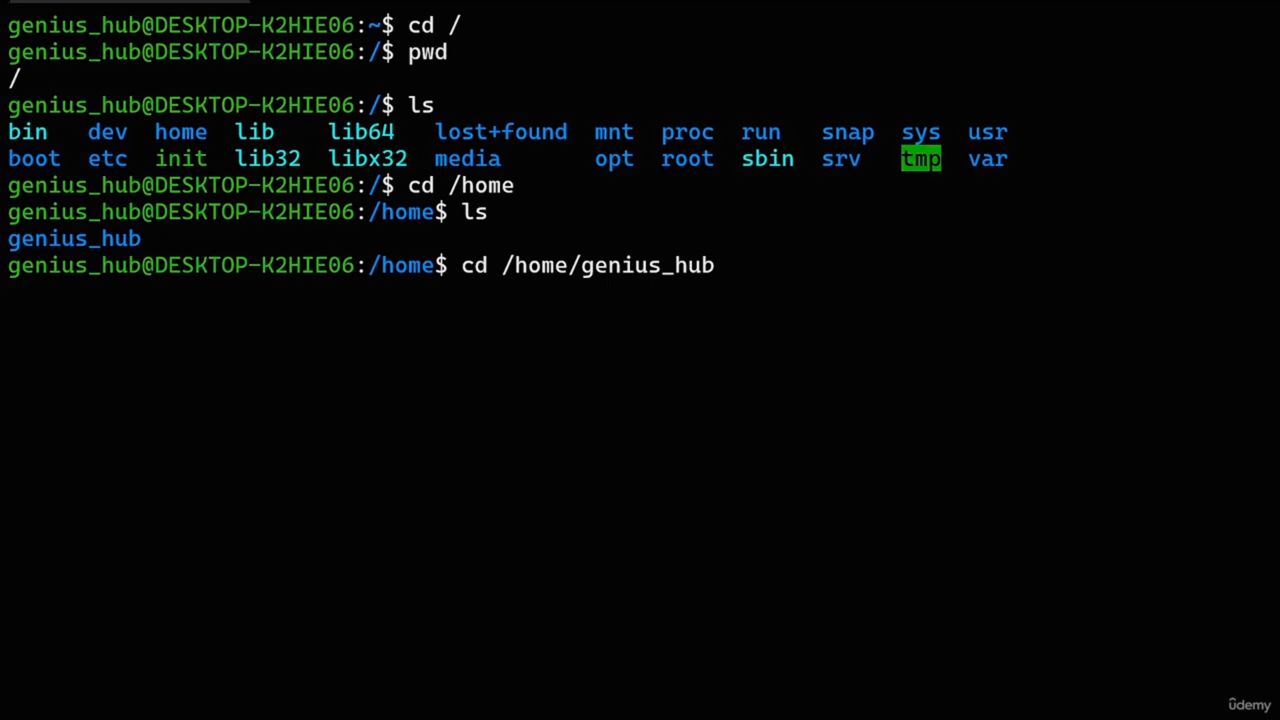 genius_hub@DESKTOP-K2HIE06:~$ cd /
genius_hub@DESKTOP-K2HIE06:/$ pwd
/
genius_hub@DESKTOP-K2HIE06:/$ ls
bin dev home lib lib64 lost+found mnt proc run snap sys usr
boot etc init lib32 libx32 media opt root sbin srv tmp var
genius_hub@DESKTOP-K2HIE06:/$ cd /home
genius_hub@DESKTOP-K2HIE06:/home$ ls
genius_hub
genius_hub@DESKTOP-K2HIE06:/home$ cd /home/genius_hub
ûdemy